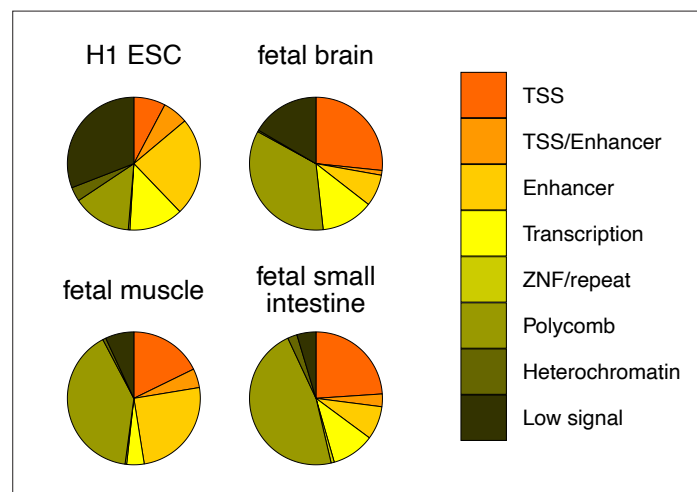 H1 ESC
fetal brain
fetal muscle
fetal small
intestine
TSS
TSS/Enhancer
Enhancer
Transcription
ZNF/repeat
Polycomb
Heterochromatin
Low signal